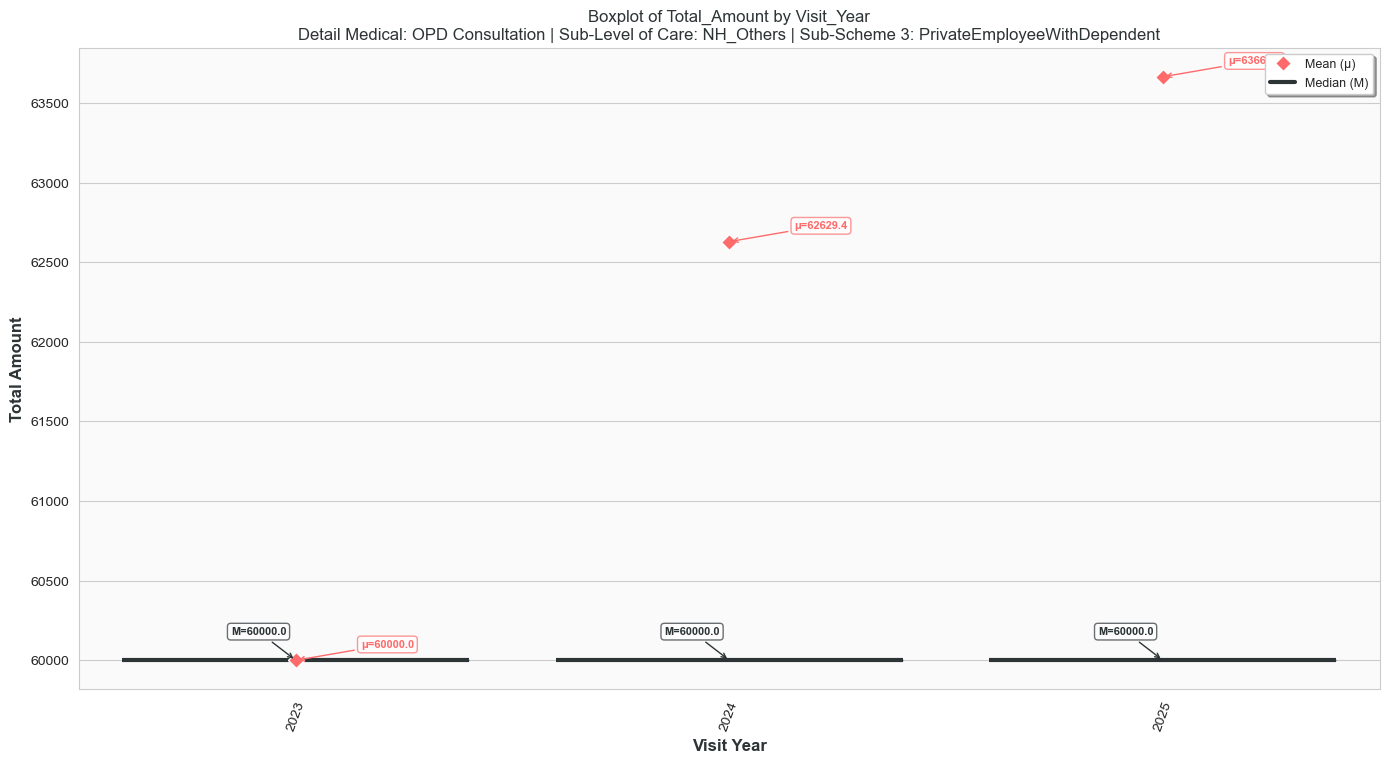 Boxplot of Total_Amount by Visit_Year
Detail Medical: OPD Consultation | Sub-Level of Care: NH_Others | Sub-Scheme 3: PrivateEmployeeWithDependent
μ=6366
Mean (μ)
Median (M)
63500
63000
μ=62629.4
62500
62000
61500
61000
60500
M=60000.0
μ=60000.0
M=60000.0
M=60000.0
60000
Total Amount
2023
2024
2025
Visit Year